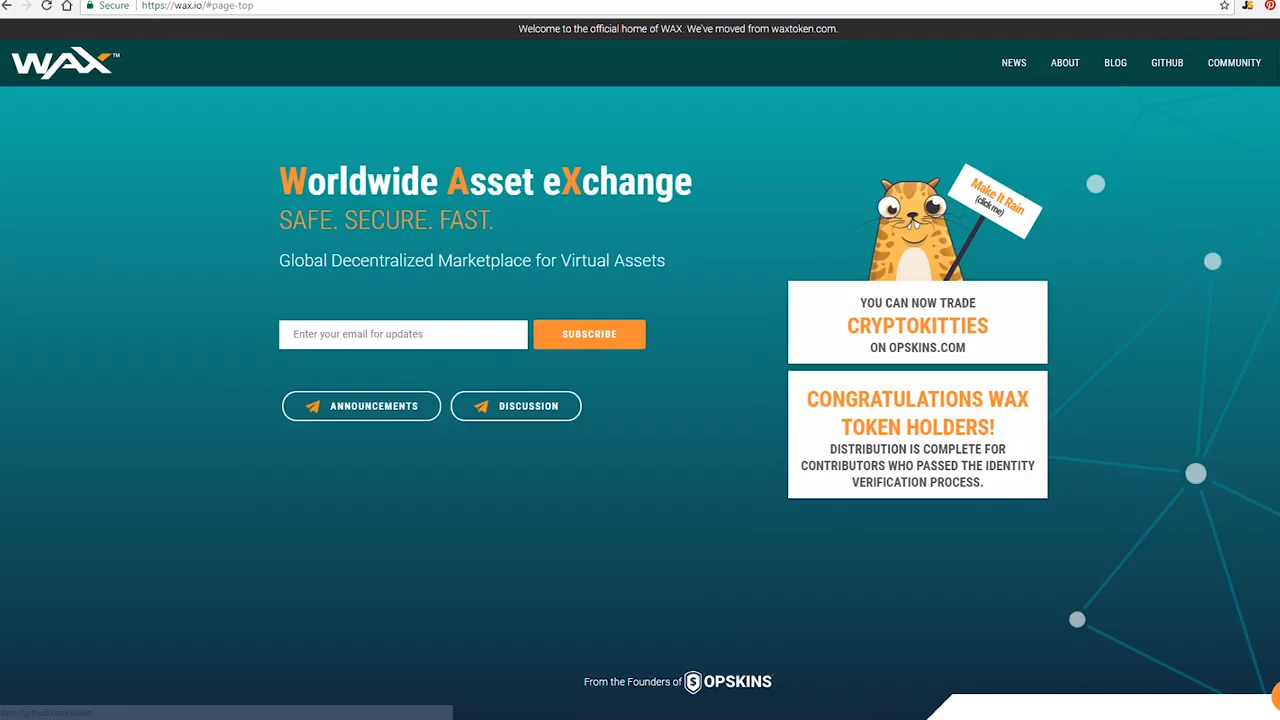 Secure
https://wax.io/#page-top
Welcome to the official home of WAX. We've moved from waxtoken.com.
WAX™
NEWS
ABOUT
BLOG
GITHUB
COMMUNITY
Worldwide Asset eXchange
SAFE. SECURE. FAST.
Global Decentralized Marketplace for Virtual Assets
Enter your email for updates
SUBSCRIBE
ANNOUNCEMENTS
DISCUSSION
Make It Rain
(click me)
YOU CAN NOW TRADE
CRYPTOKITTIES
ON OPSKINS.COM
CONGRATULATIONS WAX
TOKEN HOLDERS!
DISTRIBUTION IS COMPLETE FOR
CONTRIBUTORS WHO PASSED THE IDENTITY
VERIFICATION PROCESS.
From the Founders of OPSKINS